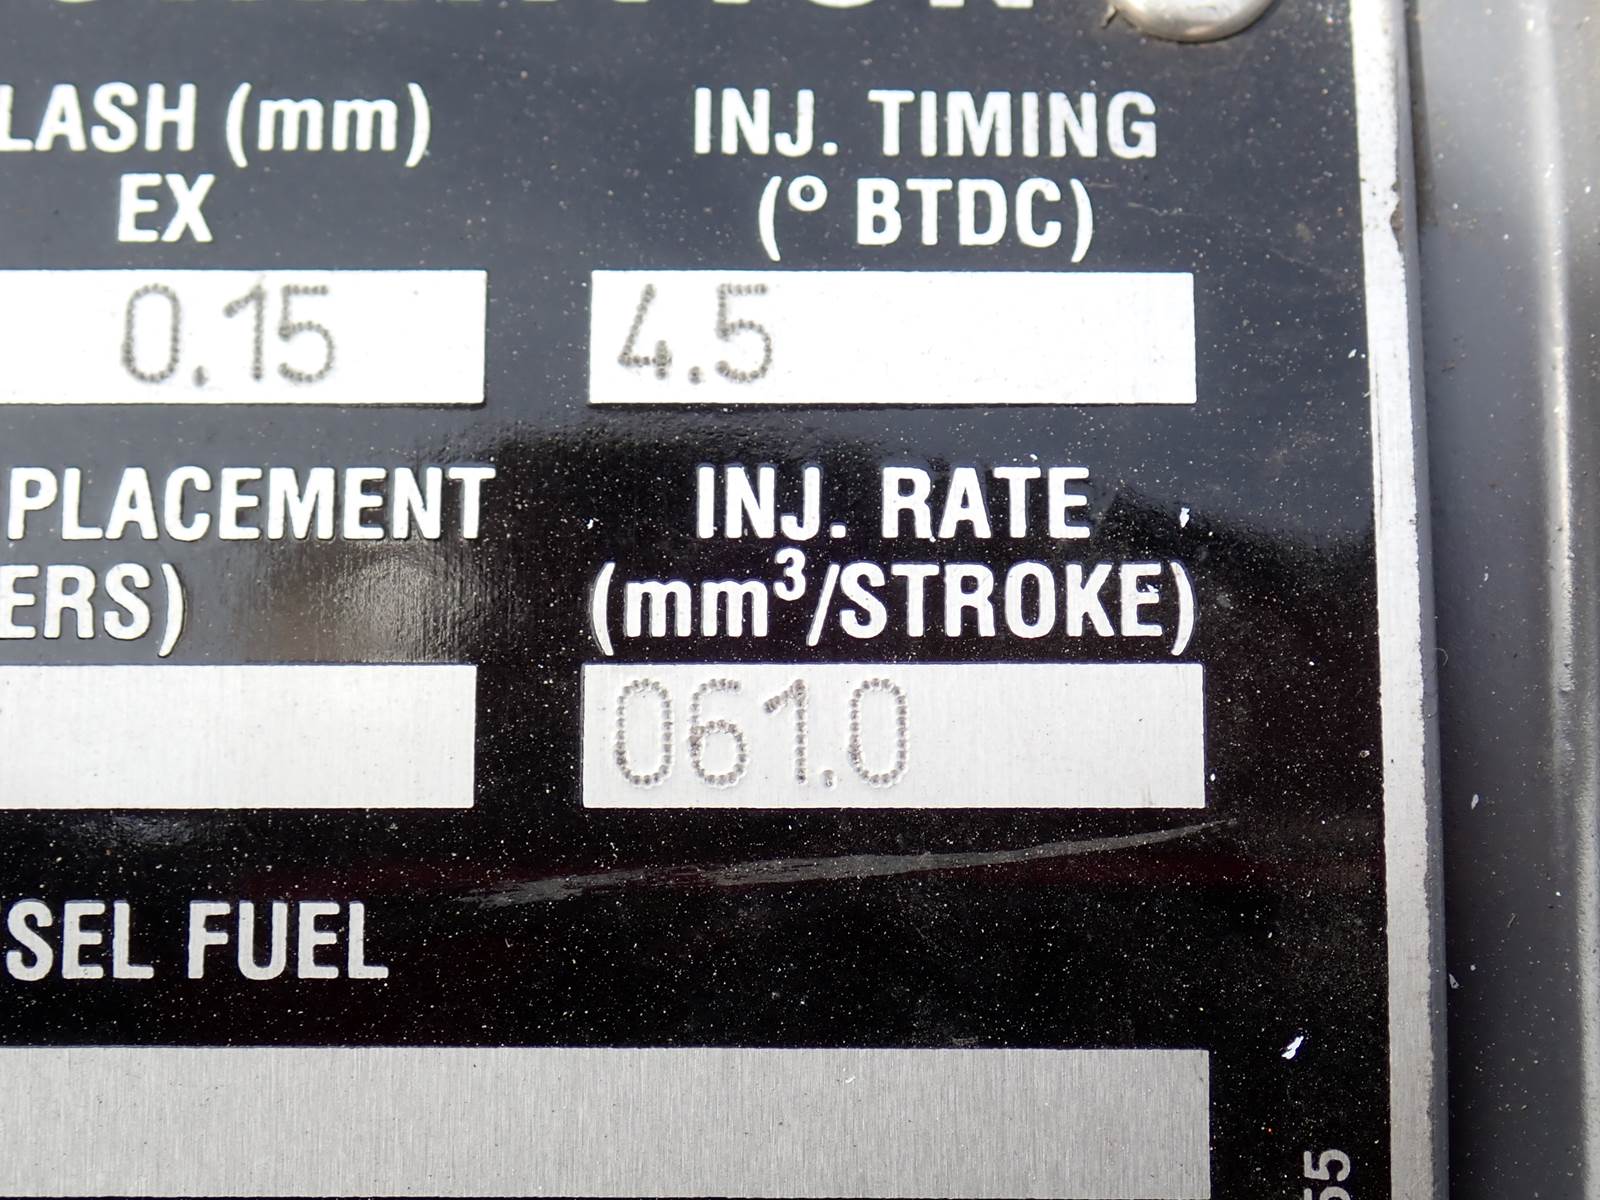 LASH (mm)
EX
0.15
INJ. TIMING
(° BTDC)
4.5
PLACEMENT
ERS)
INJ. RATE
(mm³/STROKE)
061.0
SEL FUEL
55